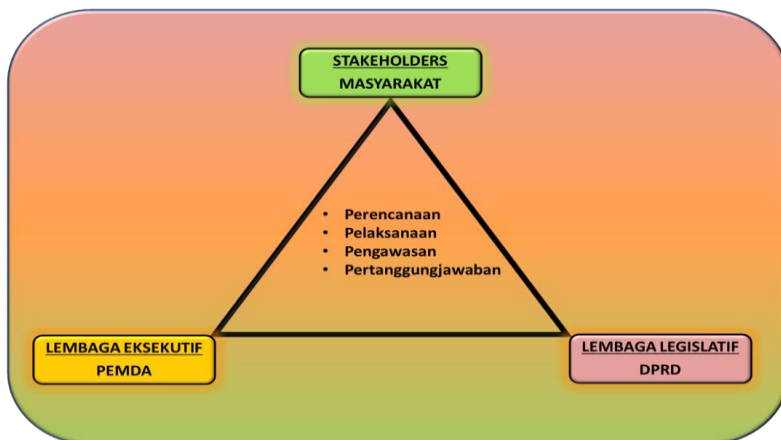 STAKEHOLDERS
MASYARAKAT
• Perencanaan
• Pelaksanaan
• Pengawasan
• Pertanggungjawaban
LEMBAGA EKSEKUTIF
PEMDA
LEMBAGA LEGISLATIF
DPRD